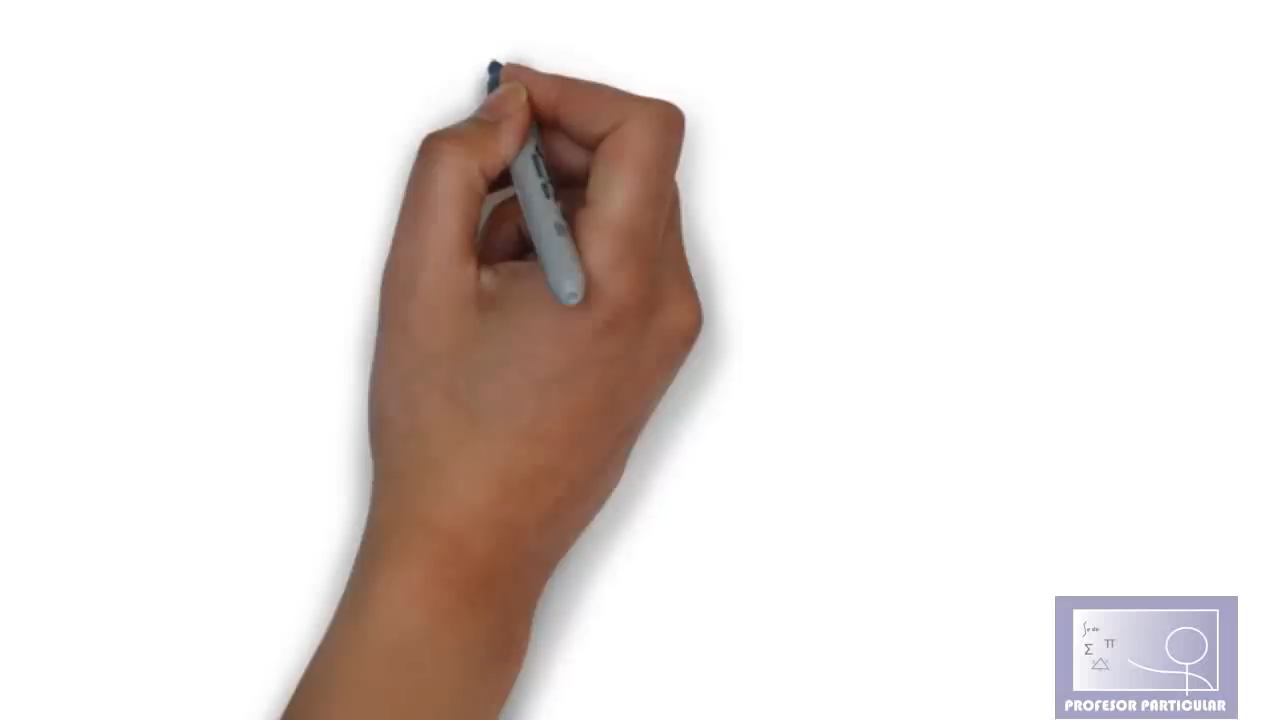 Σ π
PROFESOR PARTICULAR